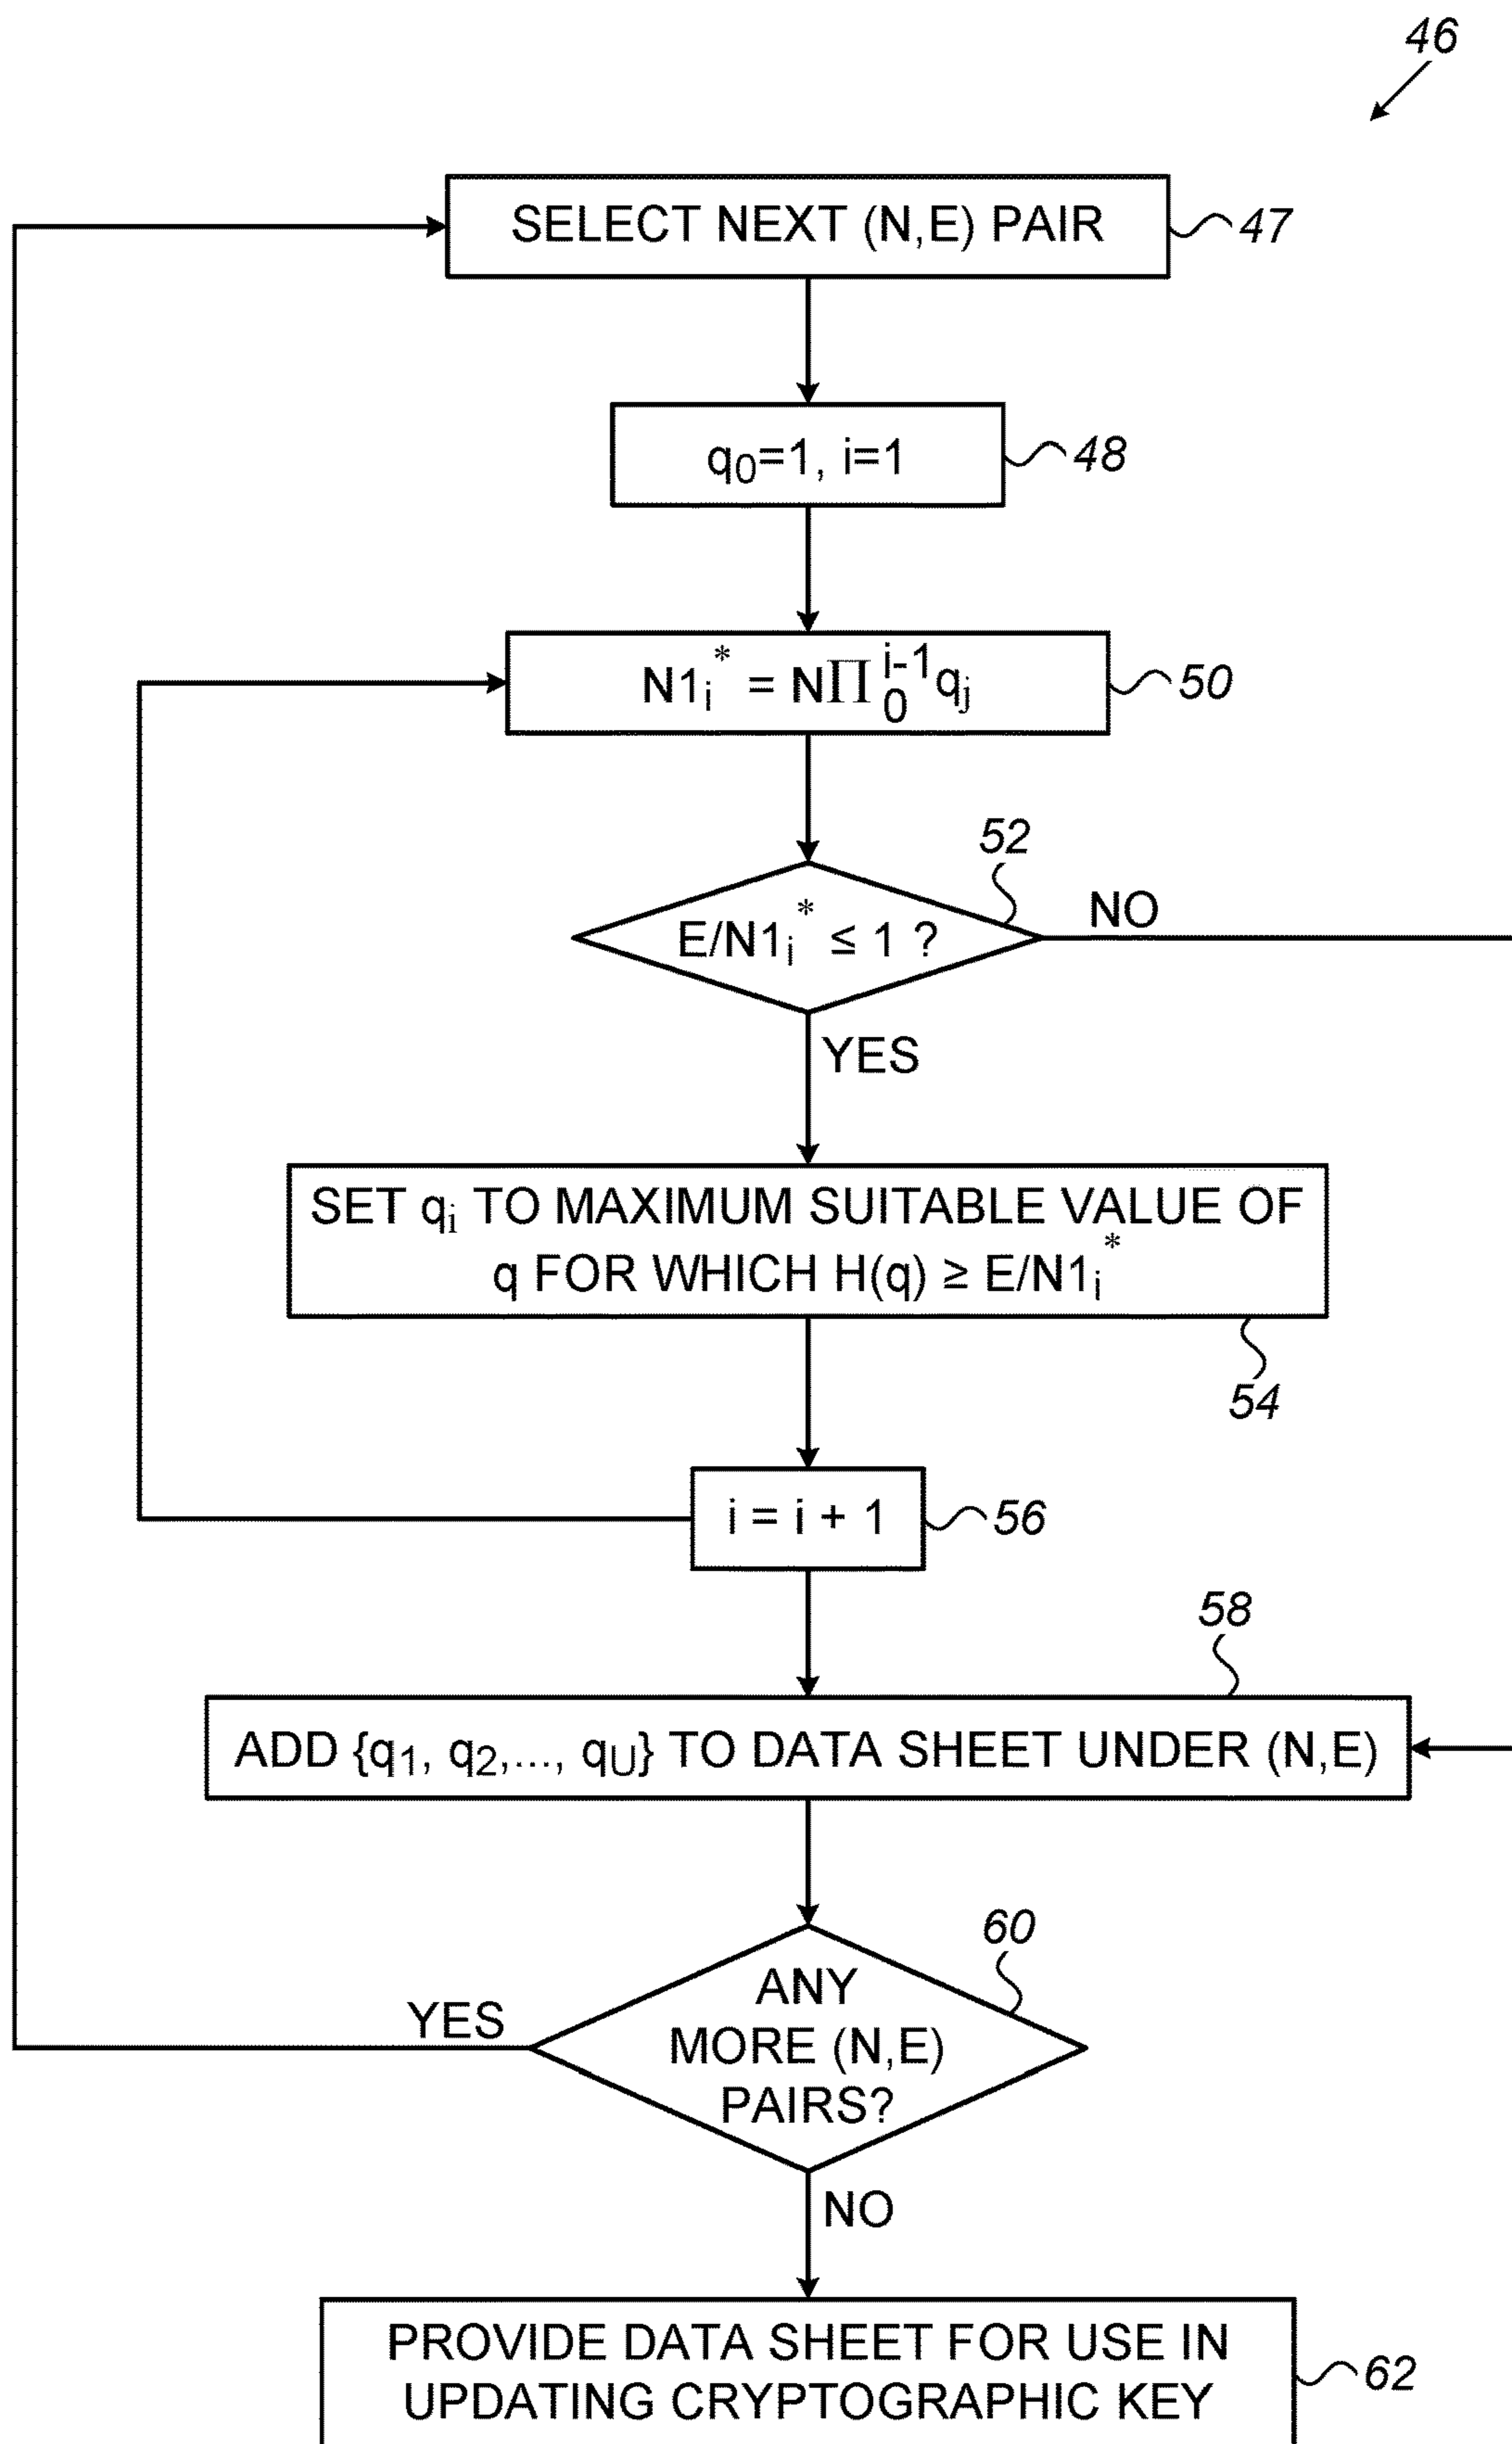 46
SELECT NEXT (N,E) PAIR
47
q₀=1, i=1
48
N1ᵢ* = NΠ₀ⁱ⁻¹qⱼ
50
52
E/N1ᵢ* ≤ 1 ?
NO
YES
SET qᵢ TO MAXIMUM SUITABLE VALUE OF
q FOR WHICH H(q) ≥ E/N1ᵢ*
54
i = i + 1
56
58
ADD {q₁, q₂,..., q_U} TO DATA SHEET UNDER (N,E)
60
YES
ANY
MORE (N,E)
PAIRS?
NO
PROVIDE DATA SHEET FOR USE IN
UPDATING CRYPTOGRAPHIC KEY
62